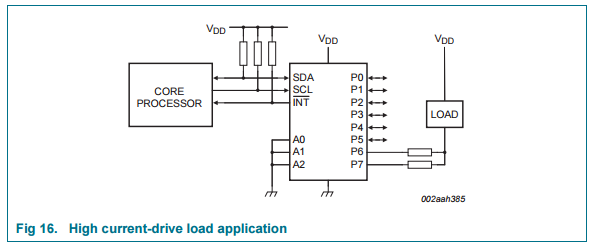 VDD
VDD
VDD
CORE
PROCESSOR
SDA
SCL
INT
A0
A1
A2
P0
P1
P2
P3
P4
P5
P6
P7
LOAD
002aah385
Fig 16. High current-drive load application